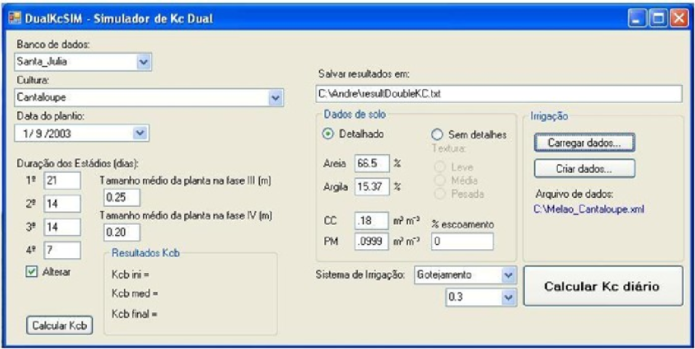 DualKcSIM - Simulador de Kc Dual
Banco de dados:
Santa_Julia
Cultura:
Cantaloupe
Data do plantio:
1/ 9 /2003
Duração dos Estádios (dias):
1ª 21
2ª 14
3ª 14
4ª 7
Alterar
Tamanho médio da planta na fase III (m)
0.25
Tamanho médio da planta na fase IV (m)
0.20
Resultados Kcb
Kcb ini =
Kcb med =
Kcb final =
Calcular Kcb
Salvar resultados em:
C:\Andre\resultDoubleKC.txt
Dados de solo
Detalhado
Sem detalhes
Textura:
Leve
Média
Pesada
Areia 66.5 %
Argila 15.37 %
CC .18 m³ m⁻³
PM .0999 m³ m⁻³
% escoamento
0
Sistema de Irrigação: Gotejamento
0.3
Irrigação
Carregar dados...
Criar dados...
Arquivo de dados:
C:\Melao_Cantaloupe.xml
Calcular Kc diário